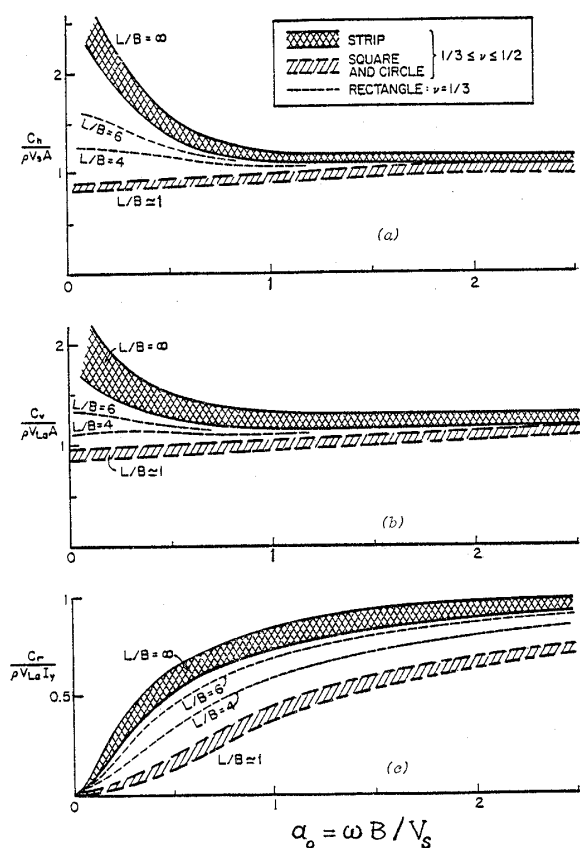 L/B=∞
STRIP
SQUARE AND CIRCLE
1/3 ≤ ν ≤ 1/2
RECTANGLE: ν=1/3
2
Ch/ρVsA
L/B=6
L/B=4
1
L/B≃1
(a)
0
1
2
2
L/B=∞
Cv/ρVLaA
L/B=6
L/B=4
1
L/B≃1
(b)
0
1
2
1
Cr/ρVLaIy
L/B=∞
0.5
L/B=6
L/B=4
L/B≃1
(c)
0
1
2
a₀ = ωB/Vs